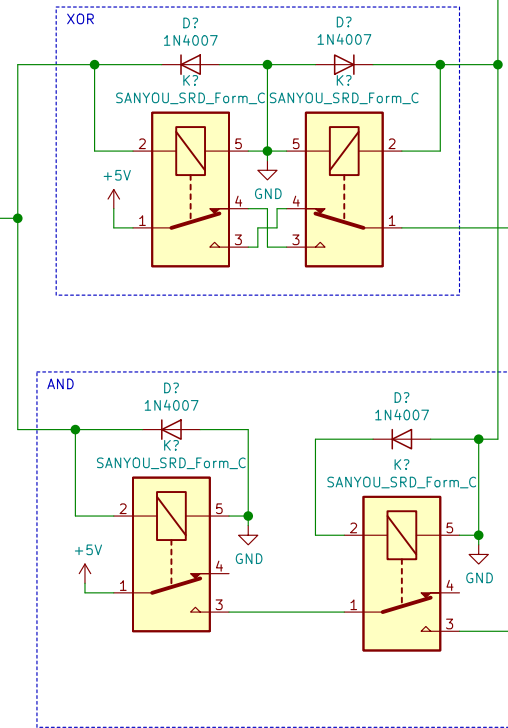 XOR
D?
1N4007
D?
1N4007
K?
SANYOU_SRD_Form_C
K?
SANYOU_SRD_Form_C
2
5
5
2
+5V
GND
1
4
3
4
3
1
AND
D?
1N4007
K?
SANYOU_SRD_Form_C
D?
1N4007
K?
SANYOU_SRD_Form_C
2
5
2
5
+5V
GND
GND
1
4
3
1
4
3